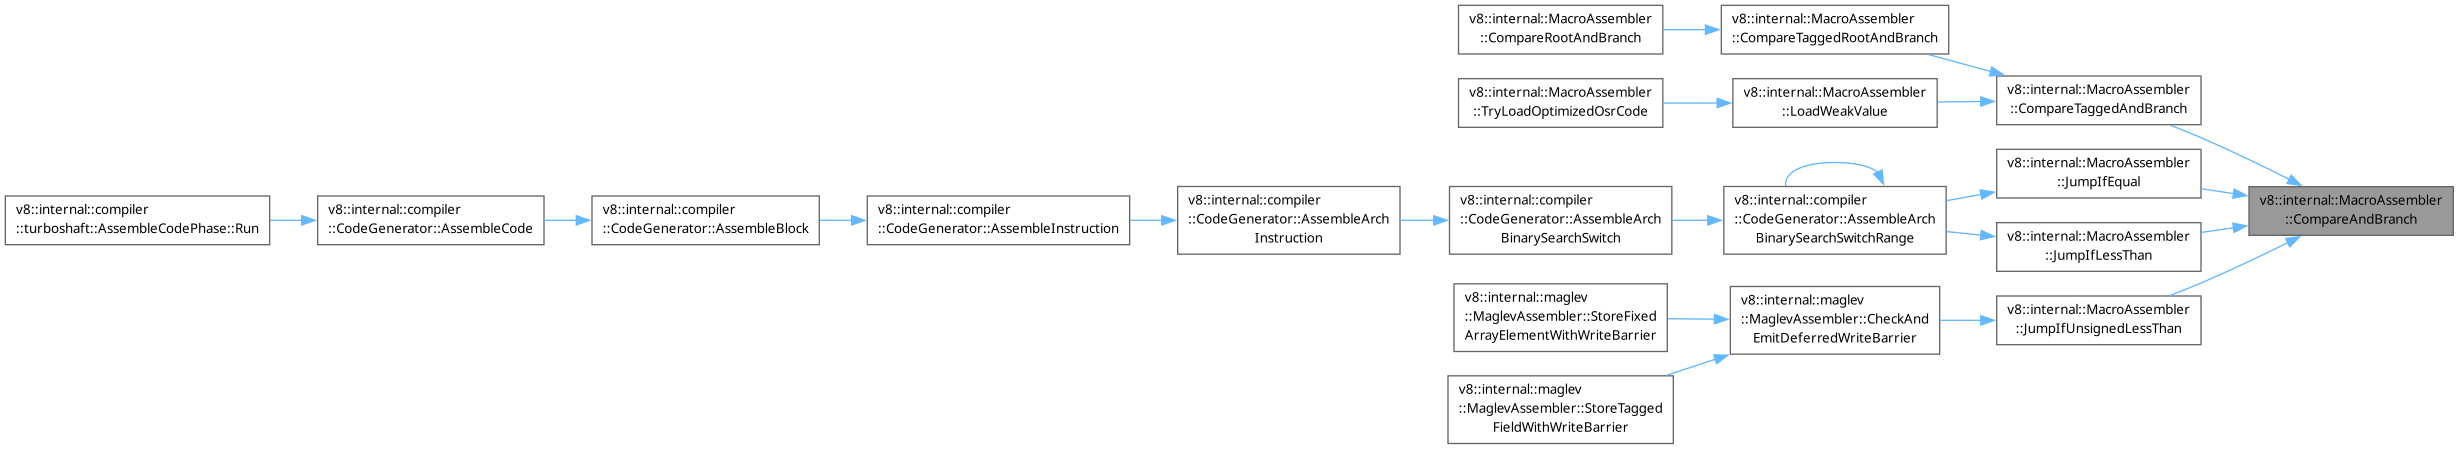 v8::internal::MacroAssembler
::CompareRootAndBranch
v8::internal::MacroAssembler
::CompareTaggedRootAndBranch
v8::internal::MacroAssembler
::TryLoadOptimizedOsrCode
v8::internal::MacroAssembler
::LoadWeakValue
v8::internal::MacroAssembler
::CompareTaggedAndBranch
v8::internal::MacroAssembler
::JumpIfEqual
v8::internal::compiler
::turboshaft::AssembleCodePhase::Run
v8::internal::compiler
::CodeGenerator::AssembleCode
v8::internal::compiler
::CodeGenerator::AssembleBlock
v8::internal::compiler
::CodeGenerator::AssembleInstruction
v8::internal::compiler
::CodeGenerator::AssembleArch
Instruction
v8::internal::compiler
::CodeGenerator::AssembleArch
BinarySearchSwitch
v8::internal::compiler
::CodeGenerator::AssembleArch
BinarySearchSwitchRange
v8::internal::MacroAssembler
::CompareAndBranch
v8::internal::MacroAssembler
::JumpIfLessThan
v8::internal::maglev
::MaglevAssembler::StoreFixed
ArrayElementWithWriteBarrier
v8::internal::maglev
::MaglevAssembler::CheckAnd
EmitDeferredWriteBarrier
v8::internal::MacroAssembler
::JumpIfUnsignedLessThan
v8::internal::maglev
::MaglevAssembler::StoreTagged
FieldWithWriteBarrier